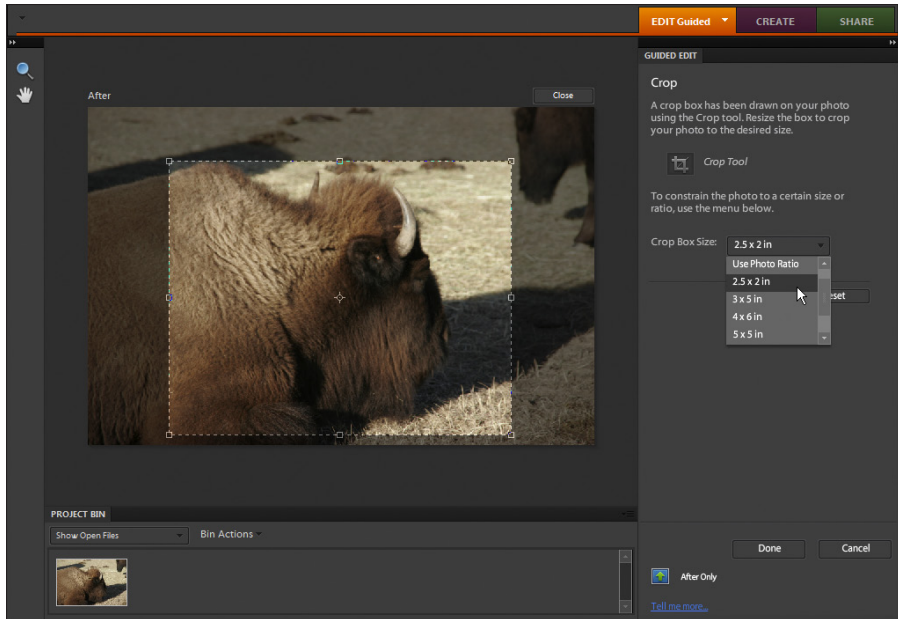 EDIT Guided
CREATE
SHARE
GUIDED EDIT
After
Close
Crop
A crop box has been drawn on your photo
using the Crop tool. Resize the box to crop
your photo to the desired size.
Crop Tool
To constrain the photo to a certain size or
ratio, use the menu below.
Crop Box Size:
2.5 x 2 in
Use Photo Ratio
2.5 x 2 in
3 x 5 in
4 x 6 in
5 x 5 in
eset
PROJECT BIN
Show Open Files
Bin Actions
Done
Cancel
After Only
Tell me more...